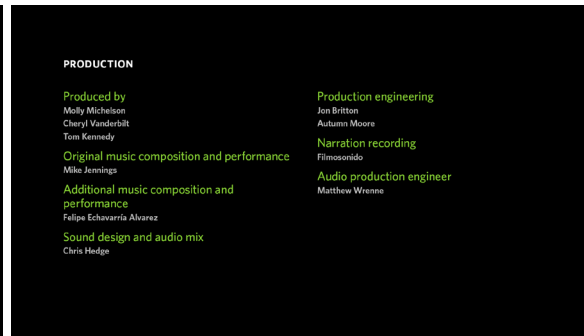 PRODUCTION
Produced by
Molly Michelson
Cheryl Vanderbilt
Tom Kennedy
Original music composition and performance
Mike Jennings
Additional music composition and
performance
Felipe Echavarría Alvarez
Sound design and audio mix
Chris Hedge
Production engineering
Jon Britton
Autumn Moore
Narration recording
Filmosonido
Audio production engineer
Matthew Wrenne